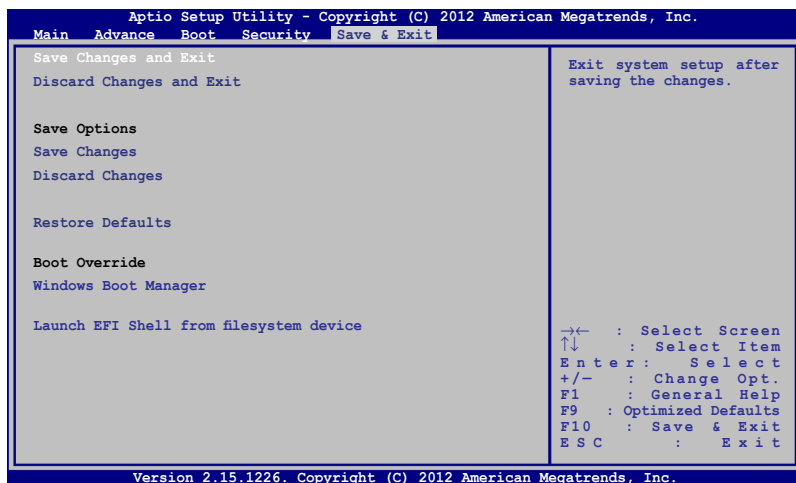 Aptio Setup Utility - Copyright (C) 2012 American Megatrends, Inc.
Main Advance Boot Security Save & Exit
Save Changes and Exit
Discard Changes and Exit
Save Options
Save Changes
Discard Changes
Restore Defaults
Boot Override
Windows Boot Manager
Launch EFI Shell from filesystem device
Exit system setup after
saving the changes.
→← : Select Screen
↑↓ : Select Item
Enter: Select
+/— : Change Opt.
F1 : General Help
F9 : Optimized Defaults
F10 : Save & Exit
ESC : Exit
Version 2.15.1226. Copyright (C) 2012 American Megatrends, Inc.